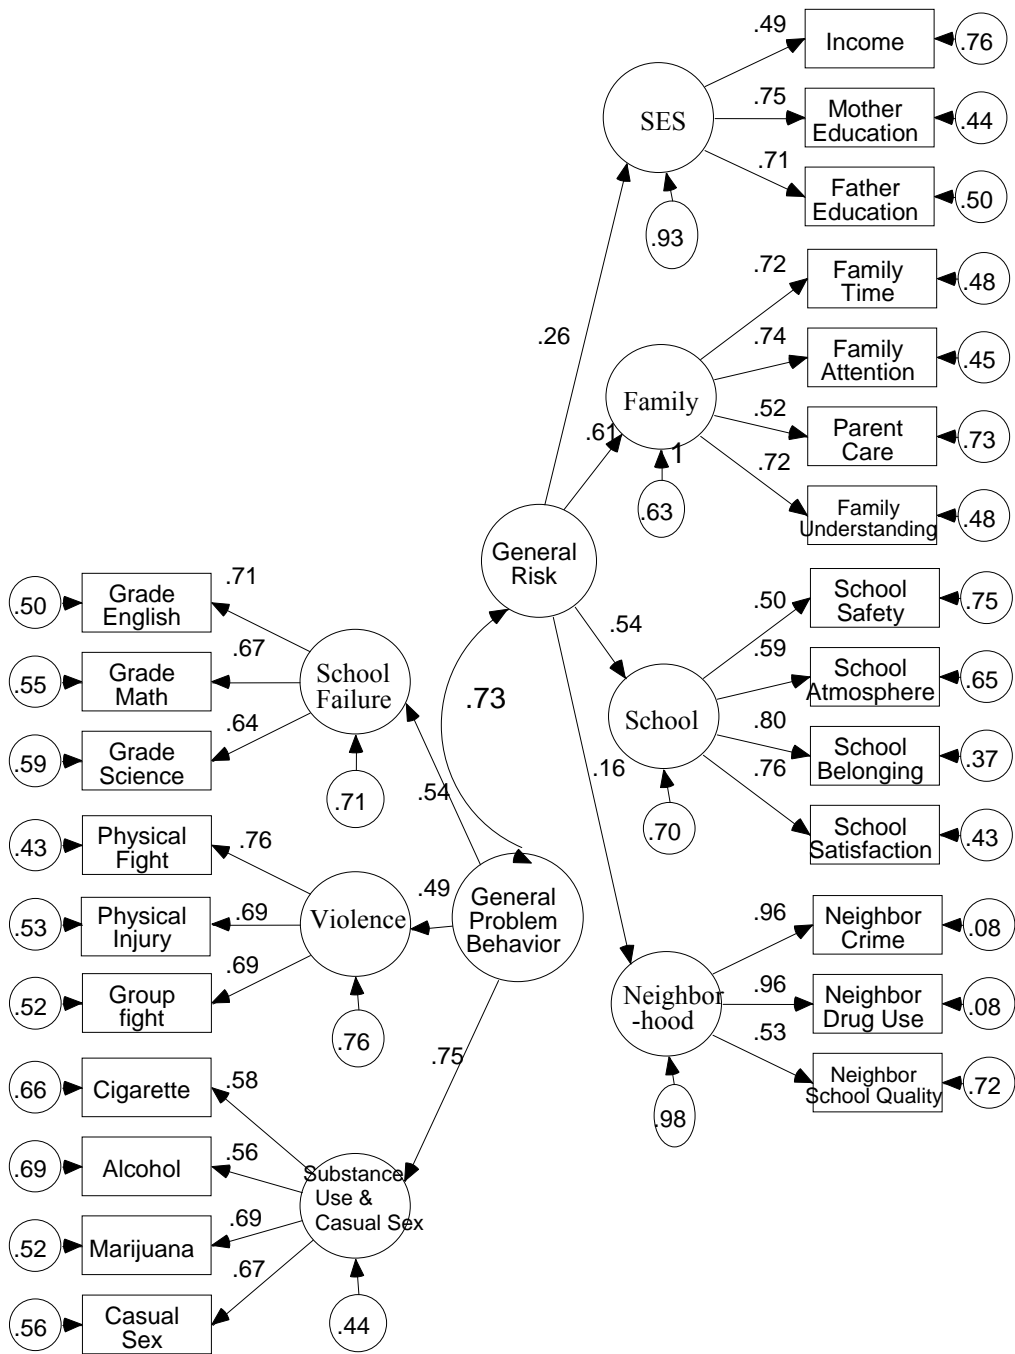 .49
Income
.76
SES
.75
Mother
Education
.44
.71
Father
Education
.50
.93
.26
.72
Family
Time
.48
Family
.74
Family
Attention
.45
.52
Parent
Care
.73
.72
Family
Understanding
.48
.61
1
.63
General
Risk
.50
School
Safety
.75
.54
.59
School
Atmosphere
.65
School
.80
School
Belonging
.37
.76
School
Satisfaction
.43
.70
.16
.96
Neighbor
Crime
.08
Neighbor
-hood
.96
Neighbor
Drug Use
.08
.53
Neighbor
School Quality
.72
.98
.73
.50
Grade
English
.71
.55
Grade
Math
.67
School
Failure
.59
Grade
Science
.64
.71
.54
.43
Physical
Fight
.76
.53
Physical
Injury
.69
Violence
.49
General
Problem
Behavior
.52
Group
fight
.69
.76
.75
.66
Cigarette
.58
.69
Alcohol
.56
Substance
Use &
Casual Sex
.52
Marijuana
.69
.56
Casual
Sex
.67
.44